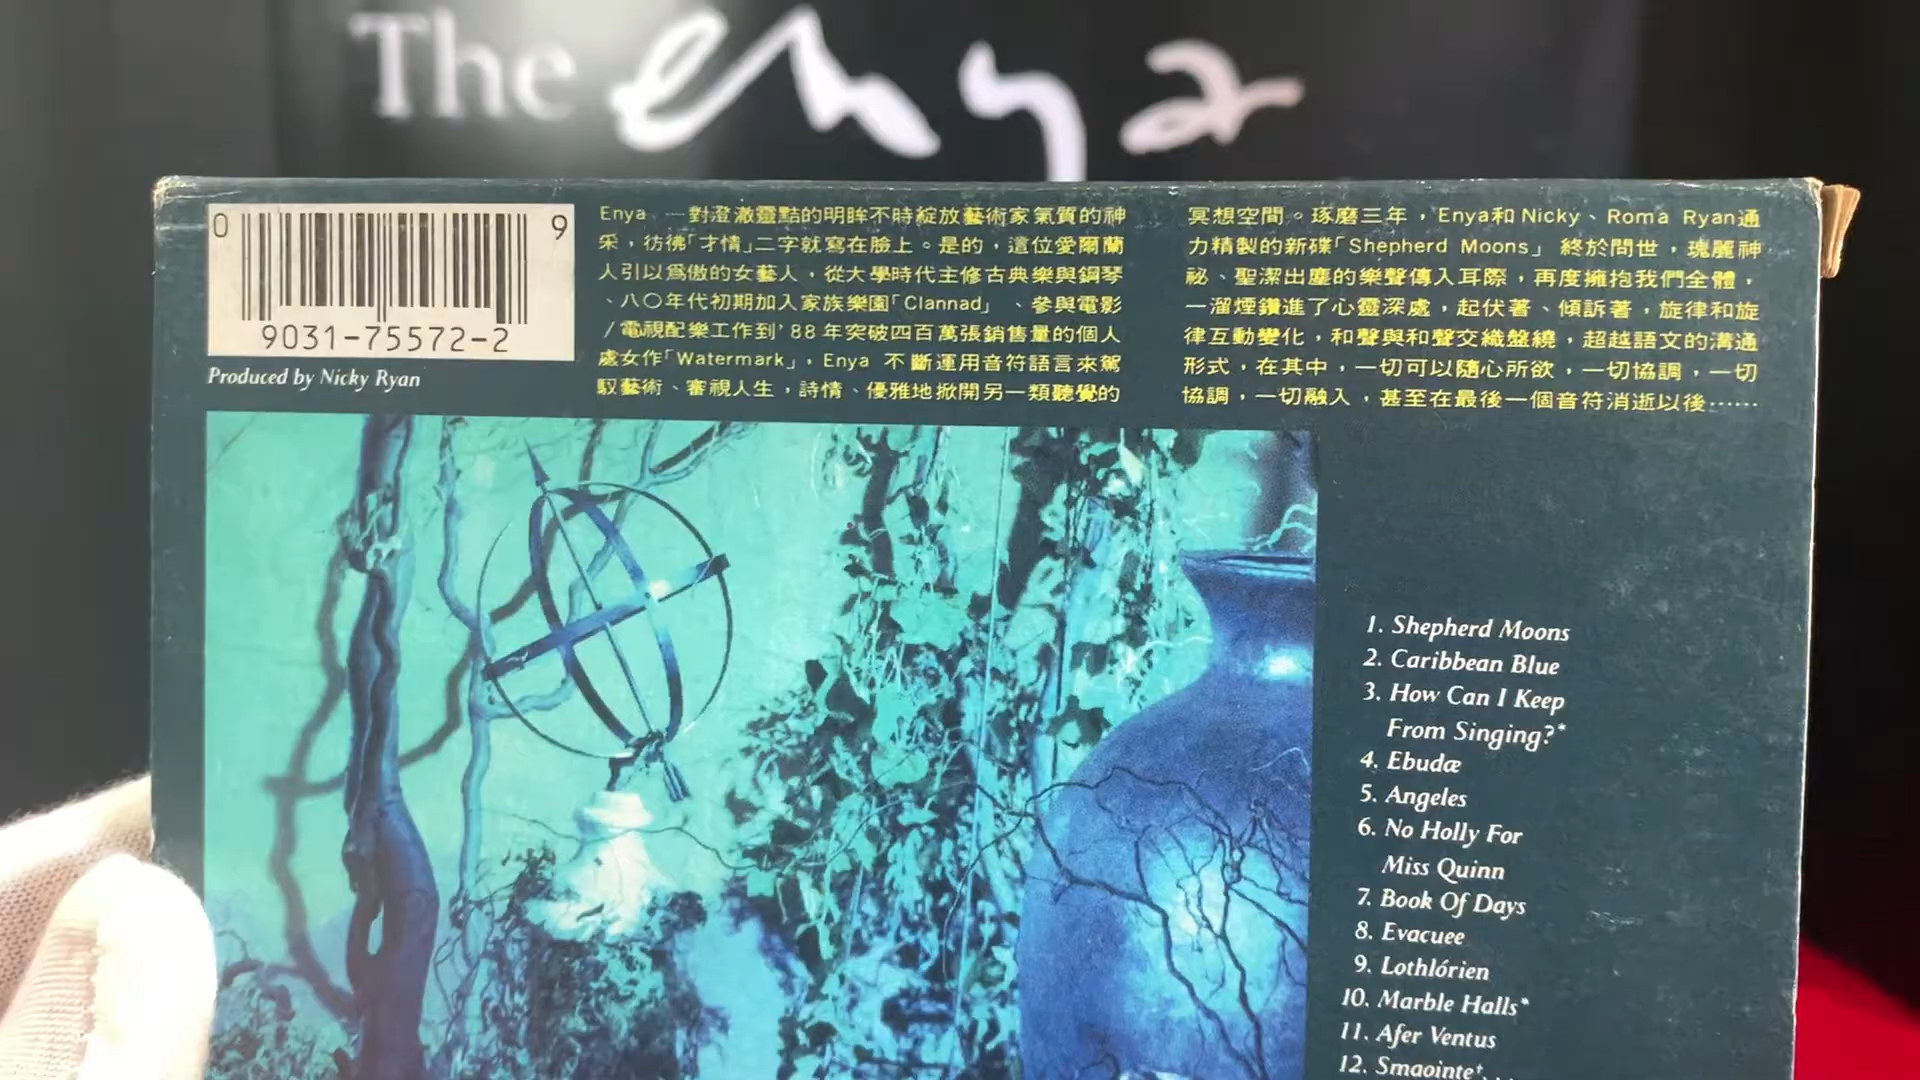 The enya
0 9
9031-75572-2
Produced by Nicky Ryan
Enya 一對澄澈靈黠的明眸不時綻放藝術家氣質的神
采，彷彿「才情」二字就寫在臉上。是的，這位愛爾蘭
人引以為傲的女藝人，從大學時代主修古典樂與鋼琴
、八〇年代初期加入家族樂團「Clannad」、參與電影
/電視配樂工作到'88年突破四百萬張銷售量的個人
處女作「Watermark」，Enya 不斷運用音符語言來駕
馭藝術、審視人生，詩情、優雅地掀開另一類聽覺的
冥想空間。琢磨三年，Enya和Nicky、Roma Ryan通
力精製的新碟「Shepherd Moons」 終於問世，瑰麗神
祕、聖潔出塵的樂聲傳入耳際，再度擁抱我們全體，
一溜煙鑽進了心靈深處，起伏著、傾訴著，旋律和旋
律互動變化，和聲與和聲交織盤繞，超越語文的溝通
形式，在其中，一切可以隨心所欲，一切協調，一切
協調，一切融入，甚至在最後一個音符消逝以後……
1. Shepherd Moons
2. Caribbean Blue
3. How Can I Keep
From Singing?*
4. Ebudæ
5. Angeles
6. No Holly For
Miss Quinn
7. Book Of Days
8. Evacuee
9. Lothlórien
10. Marble Halls*
11. Afer Ventus
12. Smaointe*...